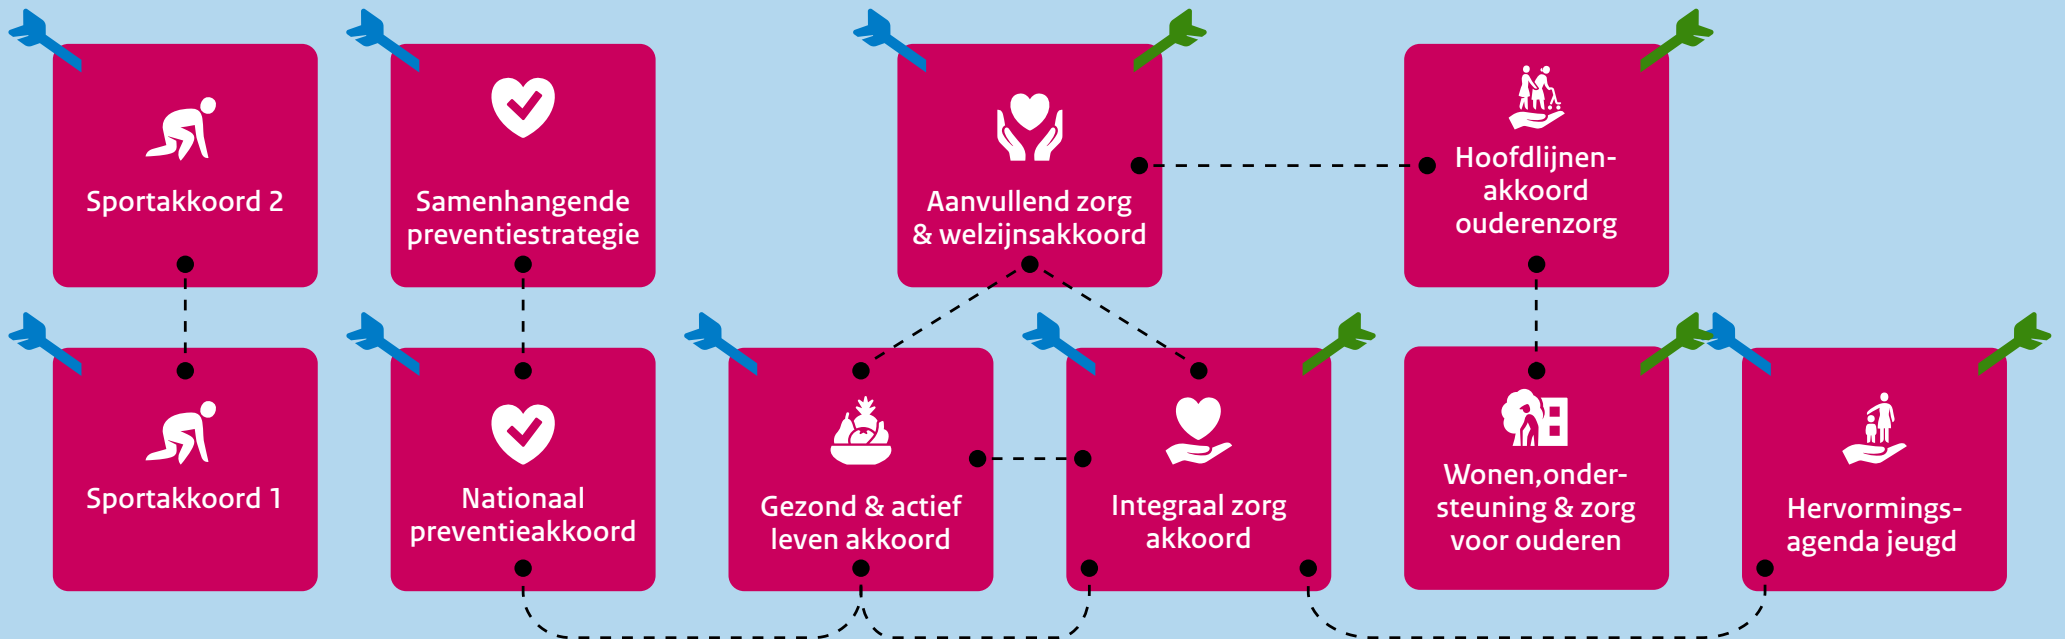 Sportakkoord 2
Samenhangende
preventiestrategie
Aanvullend zorg
& welzijnsakkoord
Hoofdlijnen-
akkoord
ouderenzorg
Sportakkoord 1
Nationaal
preventieakkoord
Gezond & actief
leven akkoord
Integraal zorg
akkoord
Wonen,onder-
steuning & zorg
voor ouderen
Hervormings-
agenda jeugd